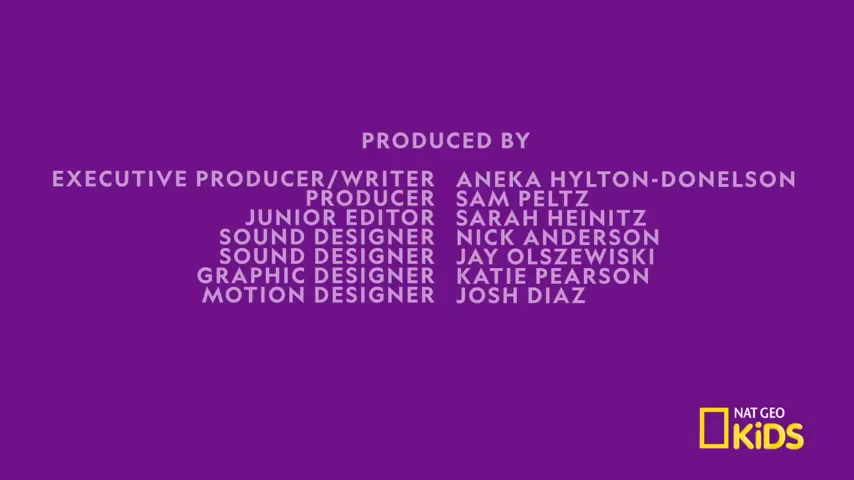 PRODUCED BY
EXECUTIVE PRODUCER/WRITER ANEKA HYLTON-DONELSON
PRODUCER SAM PELTZ
JUNIOR EDITOR SARAH HEINITZ
SOUND DESIGNER NICK ANDERSON
SOUND DESIGNER JAY OLSZEWISKI
GRAPHIC DESIGNER KATIE PEARSON
MOTION DESIGNER JOSH DIAZ
NAT GEO
KiDS